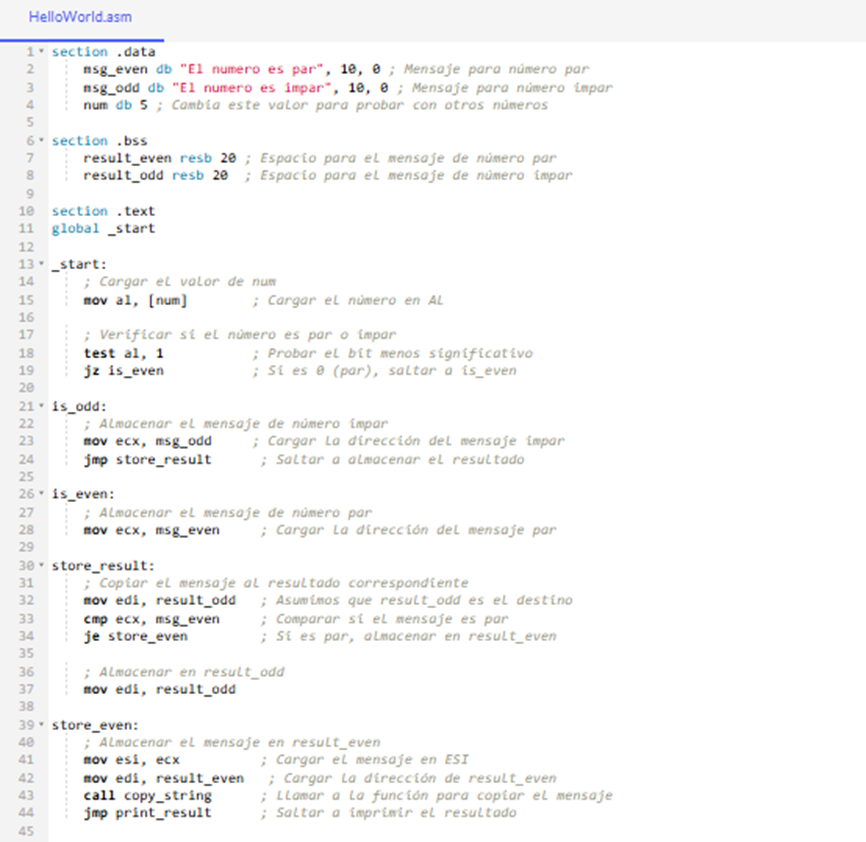 HelloWorld.asm
1 section .data
2 msg_even db "El numero es par", 10, 0 ; Mensaje para número par
3 msg_odd db "El numero es impar", 10, 0 ; Mensaje para número impar
4 num db 5 ; Cambia este valor para probar con otros números
5
6 section .bss
7 result_even resb 20 ; Espacio para el mensaje de número par
8 result_odd resb 20 ; Espacio para el mensaje de número impar
9
10 section .text
11 global _start
12
13 _start:
14 ; Cargar el valor de num
15 mov al, [num] ; Cargar el número en AL
16
17 ; Verificar si el número es par o impar
18 test al, 1 ; Probar el bit menos significativo
19 jz is_even ; Si es 0 (par), saltar a is_even
20
21 is_odd:
22 ; Almacenar el mensaje de número impar
23 mov ecx, msg_odd ; Cargar la dirección del mensaje impar
24 jmp store_result ; Saltar a almacenar el resultado
25
26 is_even:
27 ; Almacenar el mensaje de número par
28 mov ecx, msg_even ; Cargar la dirección del mensaje par
29
30 store_result:
31 ; Copiar el mensaje al resultado correspondiente
32 mov edi, result_odd ; Asumimos que result_odd es el destino
33 cmp ecx, msg_even ; Comparar si el mensaje es par
34 je store_even ; Si es par, almacenar en result_even
35
36 ; Almacenar en result_odd
37 mov edi, result_odd
38
39 store_even:
40 ; Almacenar el mensaje en result_even
41 mov esi, ecx ; Cargar el mensaje en ESI
42 mov edi, result_even ; Cargar la dirección de result_even
43 call copy_string ; Llamar a la función para copiar el mensaje
44 jmp print_result ; Saltar a imprimir el resultado
45